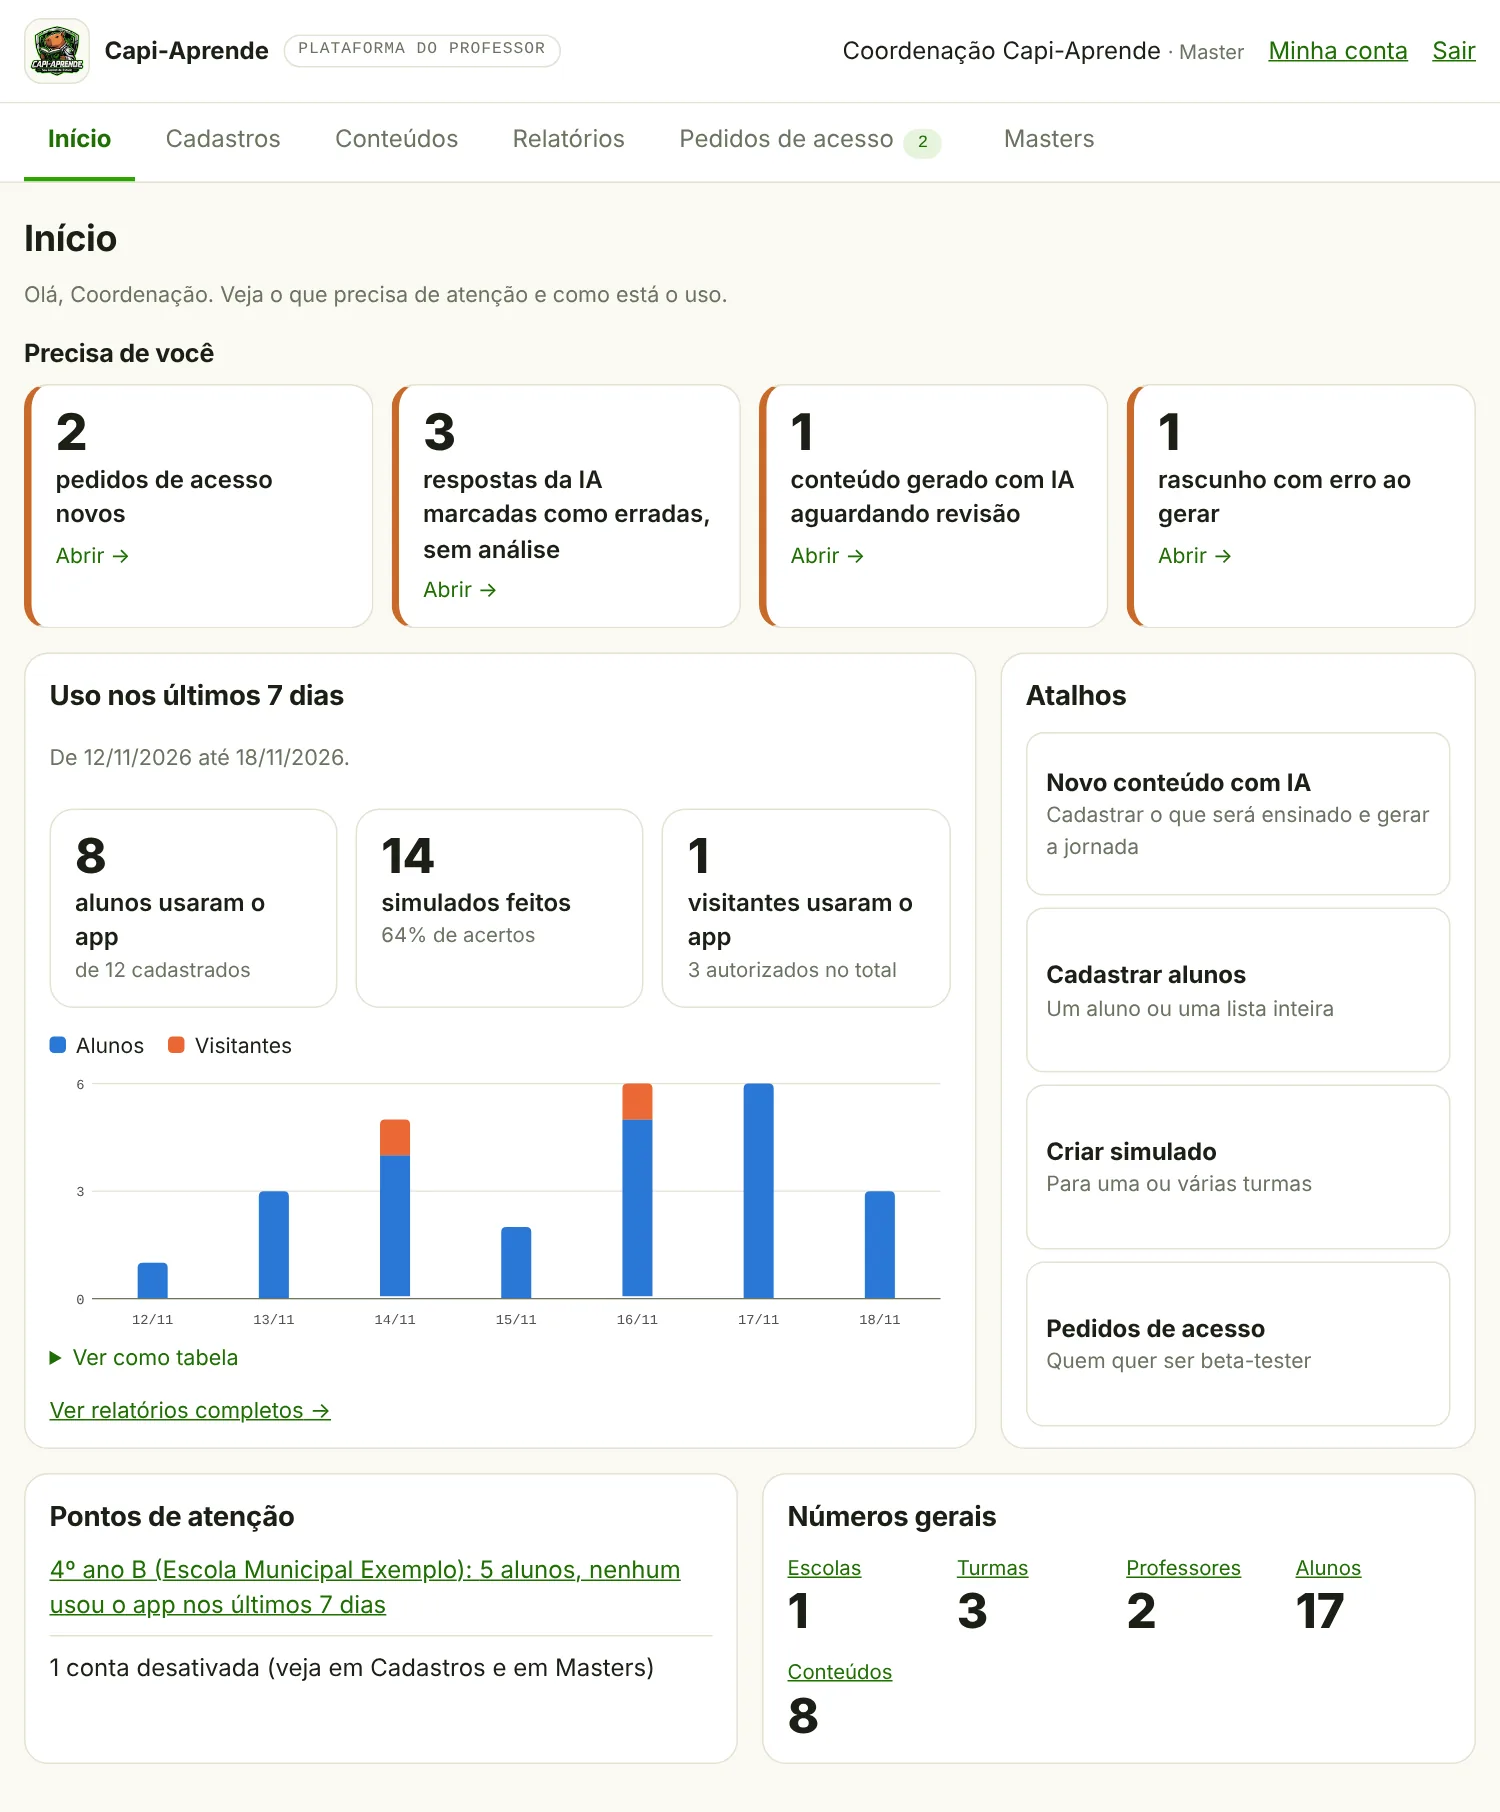 CAPI-APRENDE
Capi-Aprende
PLATAFORMA DO PROFESSOR
Coordenação Capi-Aprende · Master
Minha conta
Sair
Início
Cadastros
Conteúdos
Relatórios
Pedidos de acesso 2
Masters
Início
Olá, Coordenação. Veja o que precisa de atenção e como está o uso.
Precisa de você
2
pedidos de acesso
novos
Abrir →
3
respostas da IA
marcadas como erradas,
sem análise
Abrir →
1
conteúdo gerado com IA
aguardando revisão
Abrir →
1
rascunho com erro ao
gerar
Abrir →
Uso nos últimos 7 dias
De 12/11/2026 até 18/11/2026.
8
alunos usaram o
app
de 12 cadastrados
14
simulados feitos
64% de acertos
1
visitantes usaram o
app
3 autorizados no total
Alunos
Visitantes
6
3
0
12/11
13/11
14/11
15/11
16/11
17/11
18/11
▶ Ver como tabela
Ver relatórios completos →
Atalhos
Novo conteúdo com IA
Cadastrar o que será ensinado e gerar
a jornada
Cadastrar alunos
Um aluno ou uma lista inteira
Criar simulado
Para uma ou várias turmas
Pedidos de acesso
Quem quer ser beta-tester
Pontos de atenção
4º ano B (Escola Municipal Exemplo): 5 alunos, nenhum
usou o app nos últimos 7 dias
1 conta desativada (veja em Cadastros e em Masters)
Números gerais
Escolas
1
Turmas
3
Professores
2
Alunos
17
Conteúdos
8